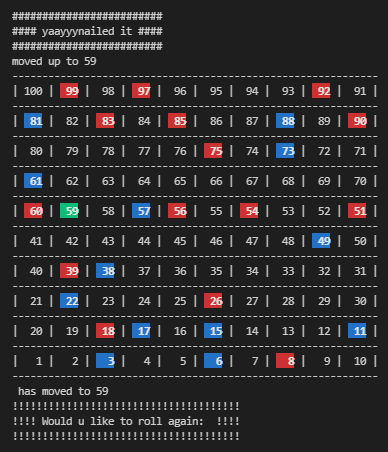 #########################
#### yaayyynailed it ####
#########################
moved up to 59
-------------------------------------------------------------
| 100 | 99 | 98 | 97 | 96 | 95 | 94 | 93 | 92 | 91 |
-------------------------------------------------------------
| 81 | 82 | 83 | 84 | 85 | 86 | 87 | 88 | 89 | 90 |
-------------------------------------------------------------
| 80 | 79 | 78 | 77 | 76 | 75 | 74 | 73 | 72 | 71 |
-------------------------------------------------------------
| 61 | 62 | 63 | 64 | 65 | 66 | 67 | 68 | 69 | 70 |
-------------------------------------------------------------
| 60 | 59 | 58 | 57 | 56 | 55 | 54 | 53 | 52 | 51 |
-------------------------------------------------------------
| 41 | 42 | 43 | 44 | 45 | 46 | 47 | 48 | 49 | 50 |
-------------------------------------------------------------
| 40 | 39 | 38 | 37 | 36 | 35 | 34 | 33 | 32 | 31 |
-------------------------------------------------------------
| 21 | 22 | 23 | 24 | 25 | 26 | 27 | 28 | 29 | 30 |
-------------------------------------------------------------
| 20 | 19 | 18 | 17 | 16 | 15 | 14 | 13 | 12 | 11 |
-------------------------------------------------------------
| 1 | 2 | 3 | 4 | 5 | 6 | 7 | 8 | 9 | 10 |
-------------------------------------------------------------
has moved to 59
!!!!!!!!!!!!!!!!!!!!!!!!!!!!!!!!!!!!!!
!!!! Would u like to roll again:  !!!!
!!!!!!!!!!!!!!!!!!!!!!!!!!!!!!!!!!!!!!